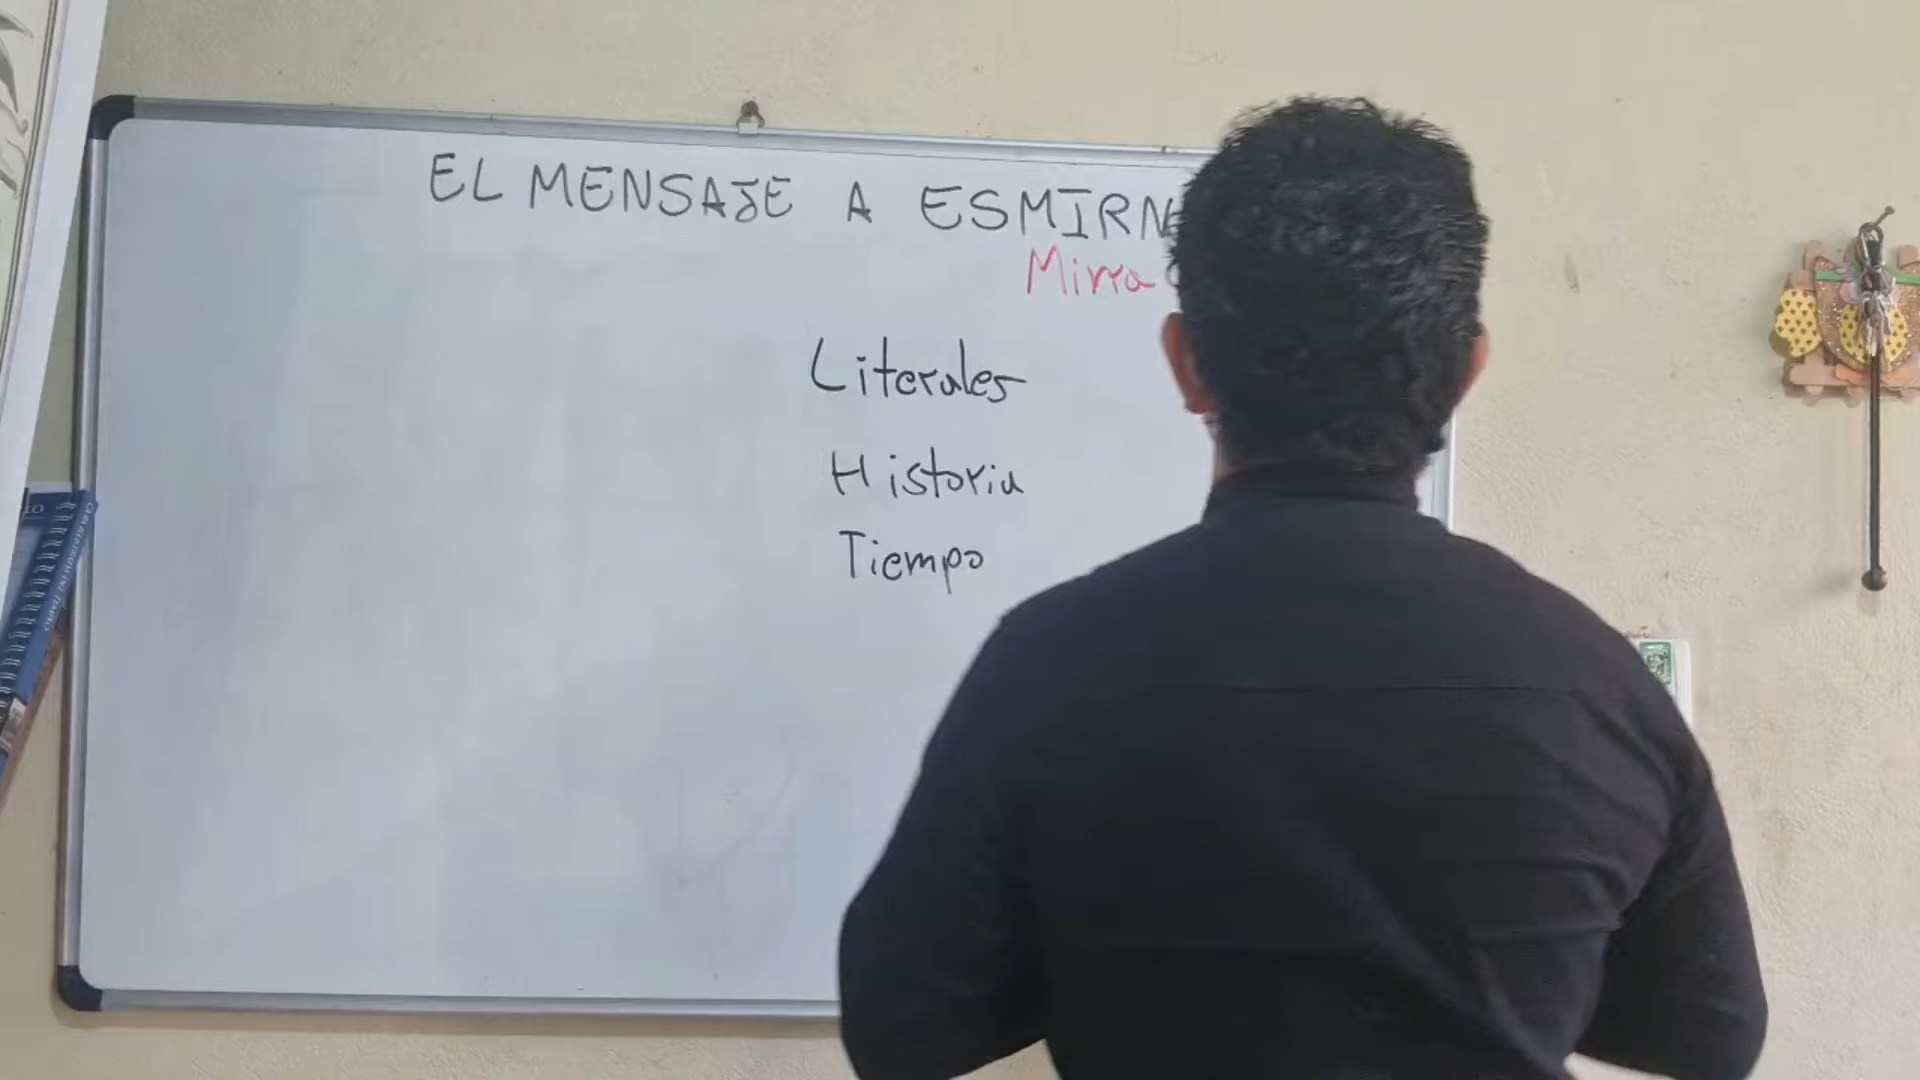 EL MENSAJE A ESMIRN
Mirra
Literales
Historia
Tiempo